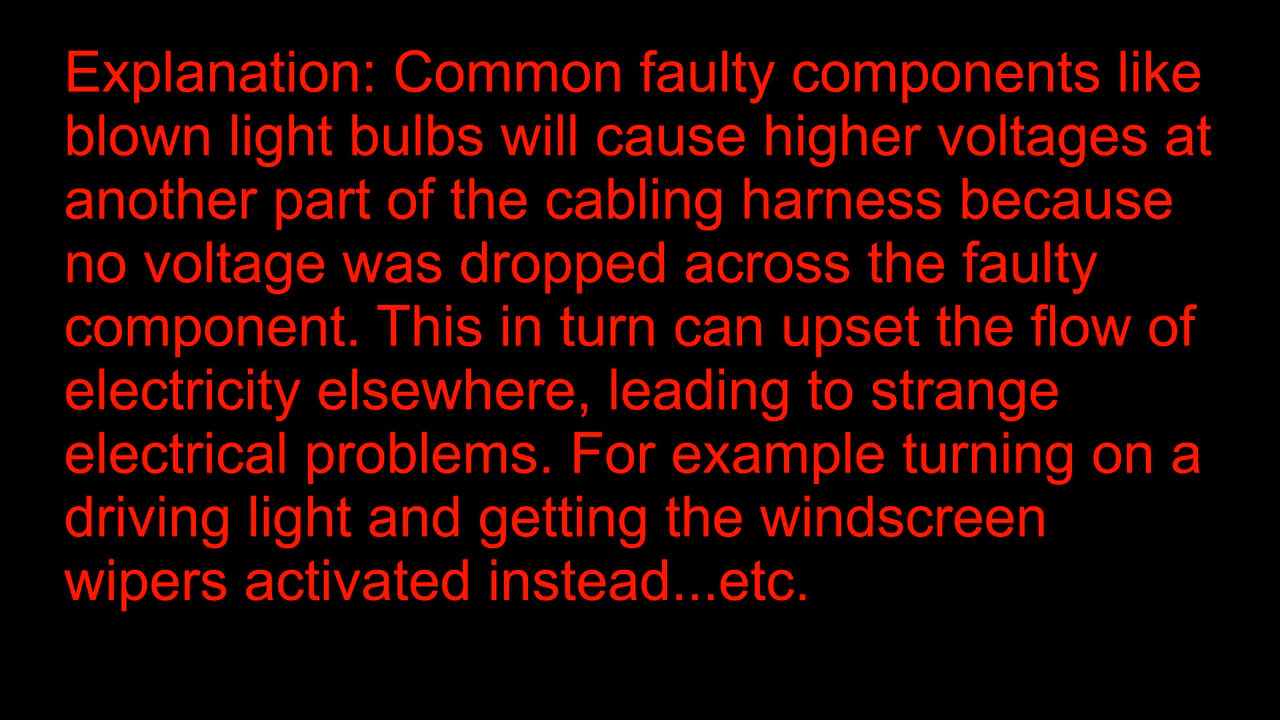 Explanation: Common faulty components like
blown light bulbs will cause higher voltages at
another part of the cabling harness because
no voltage was dropped across the faulty
component. This in turn can upset the flow of
electricity elsewhere, leading to strange
electrical problems. For example turning on a
driving light and getting the windscreen
wipers activated instead...etc.